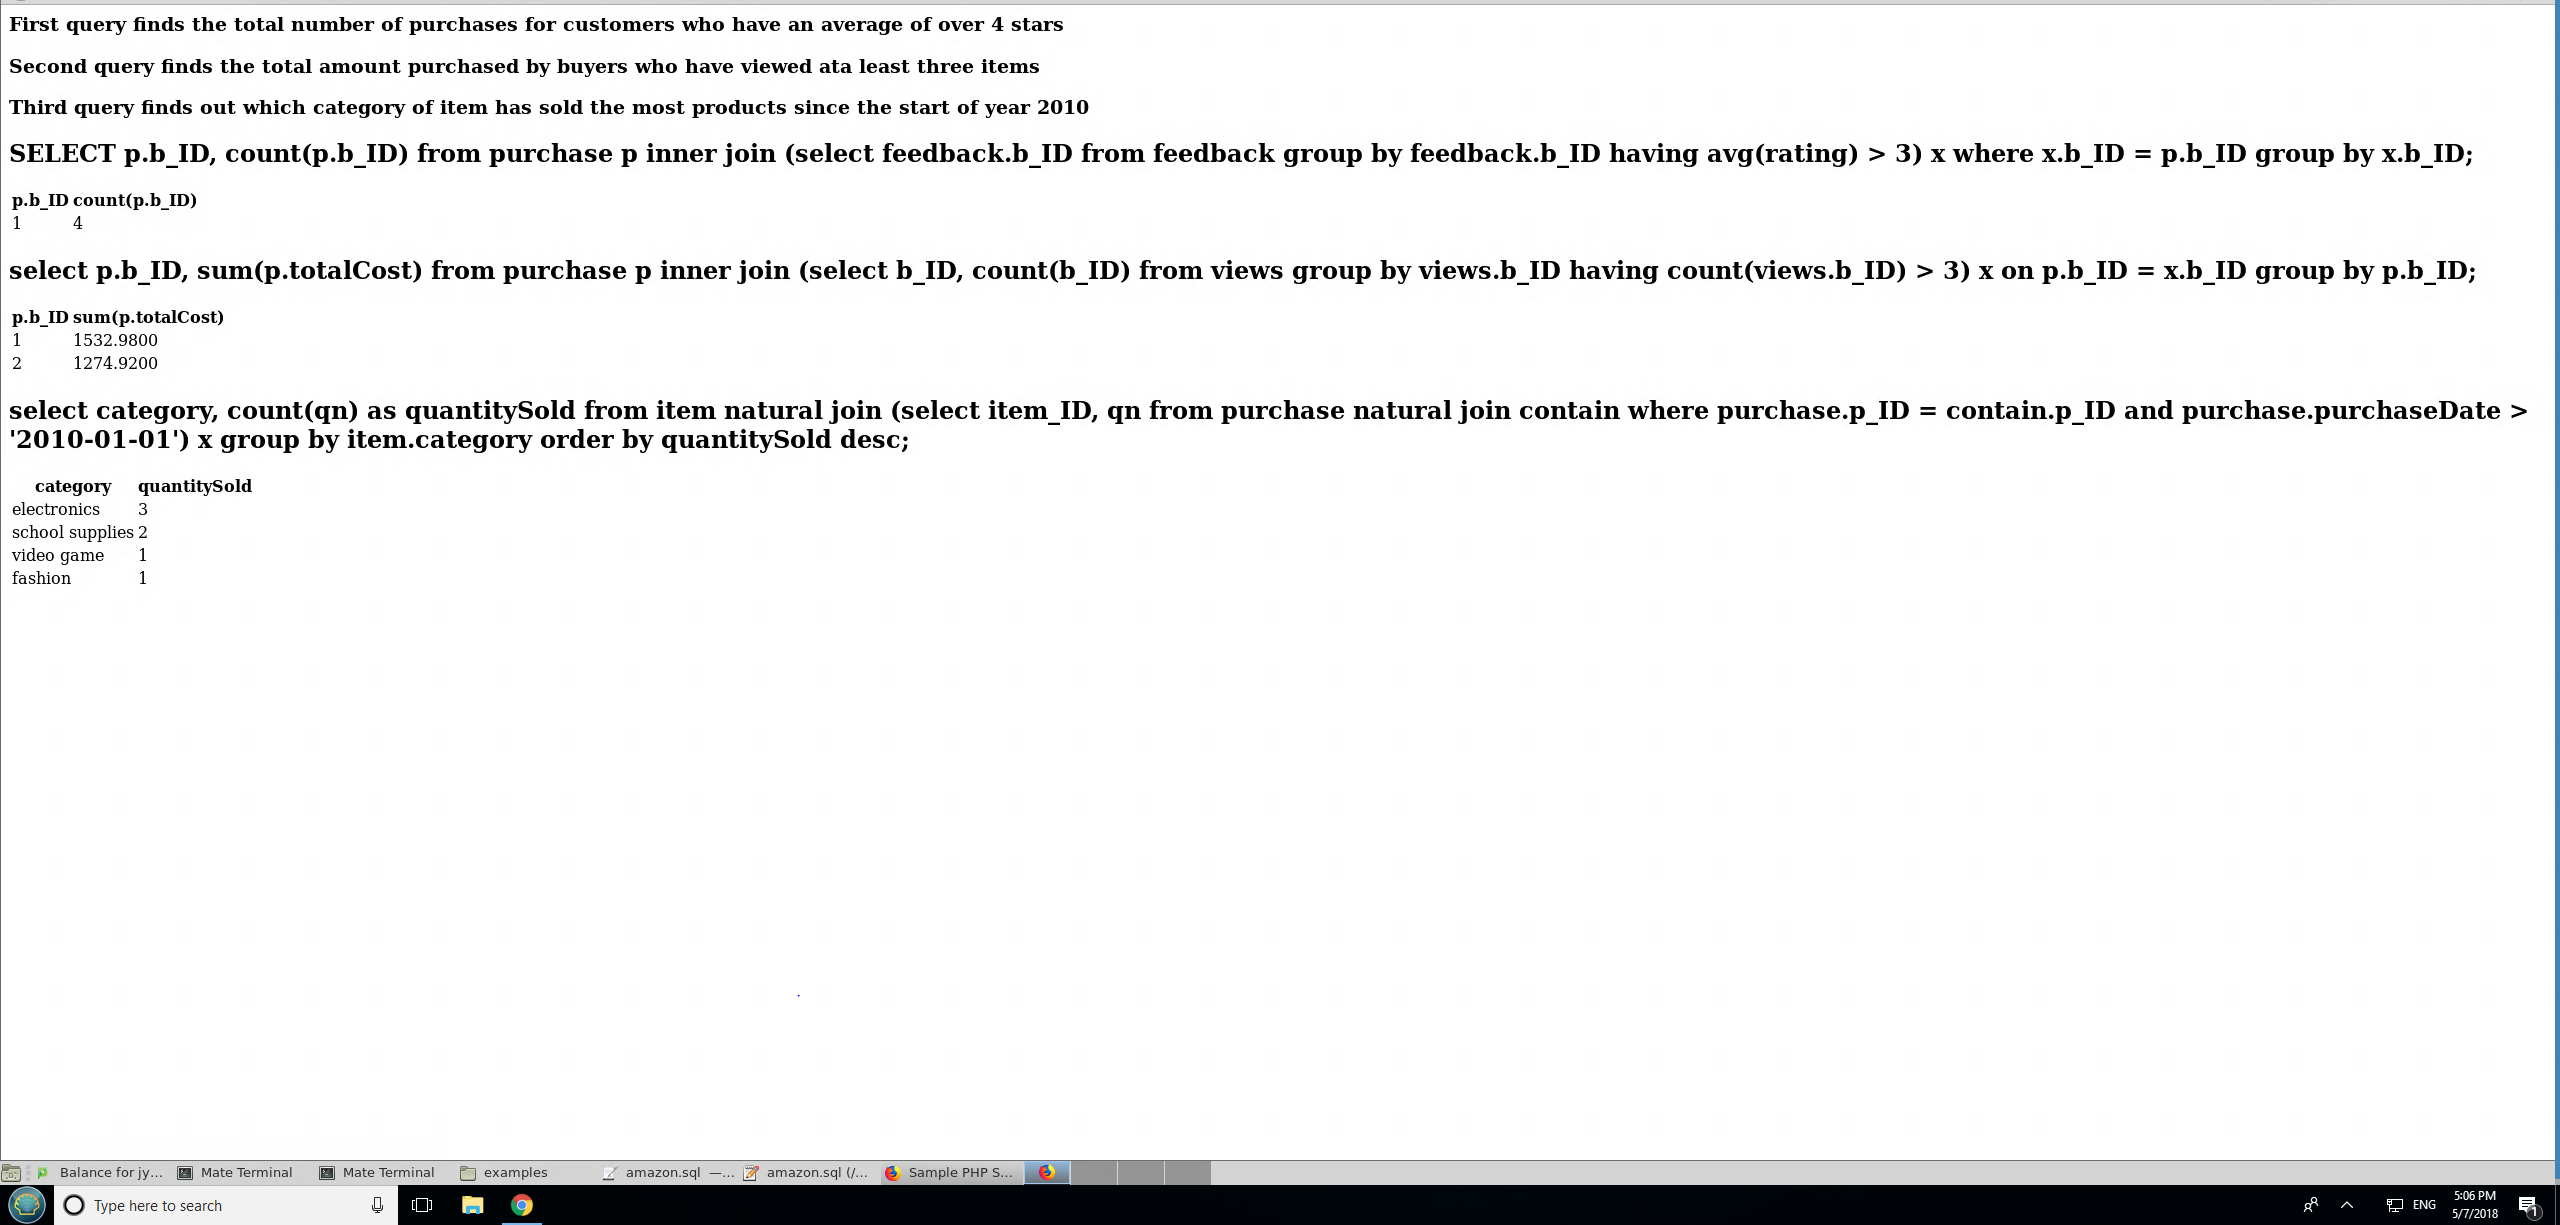 First query finds the total number of purchases for customers who have an average of over 4 stars
Second query finds the total amount purchased by buyers who have viewed ata least three items
Third query finds out which category of item has sold the most products since the start of year 2010
SELECT p.b_ID, count(p.b_ID) from purchase p inner join (select feedback.b_ID from feedback group by feedback.b_ID having avg(rating) > 3) x where x.b_ID = p.b_ID group by x.b_ID;
p.b_ID count(p.b_ID)
1 4
select p.b_ID, sum(p.totalCost) from purchase p inner join (select b_ID, count(b_ID) from views group by views.b_ID having count(views.b_ID) > 3) x on p.b_ID = x.b_ID group by p.b_ID;
p.b_ID sum(p.totalCost)
1 1532.9800
2 1274.9200
select category, count(qn) as quantitySold from item natural join (select item_ID, qn from purchase natural join contain where purchase.p_ID = contain.p_ID and purchase.purchaseDate >
'2010-01-01') x group by item.category order by quantitySold desc;
category quantitySold
electronics 3
school supplies 2
video game 1
fashion 1
Balance for jy... Mate Terminal Mate Terminal examples amazon.sql —... amazon.sql (/... Sample PHP S...
Type here to search ENG 5:06 PM
5/7/2018 1